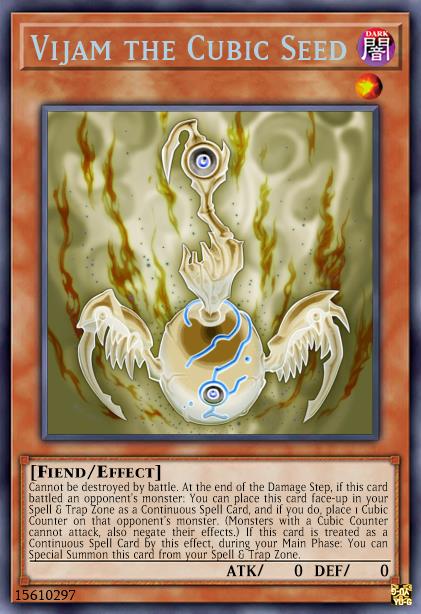 VIJAM THE CUBIC SEED
DARK
闇
[FIEND/EFFECT]
Cannot be destroyed by battle. At the end of the Damage Step, if this card
battled an opponent's monster: You can place this card face-up in your
Spell & Trap Zone as a Continuous Spell Card, and if you do, place 1 Cubic
Counter on that opponent's monster. (Monsters with a Cubic Counter
cannot attack, also negate their effects.) If this card is treated as a
Continuous Spell Card by this effect, during your Main Phase: You can
Special Summon this card from your Spell & Trap Zone.
ATK/ 0 DEF/ 0
15610297